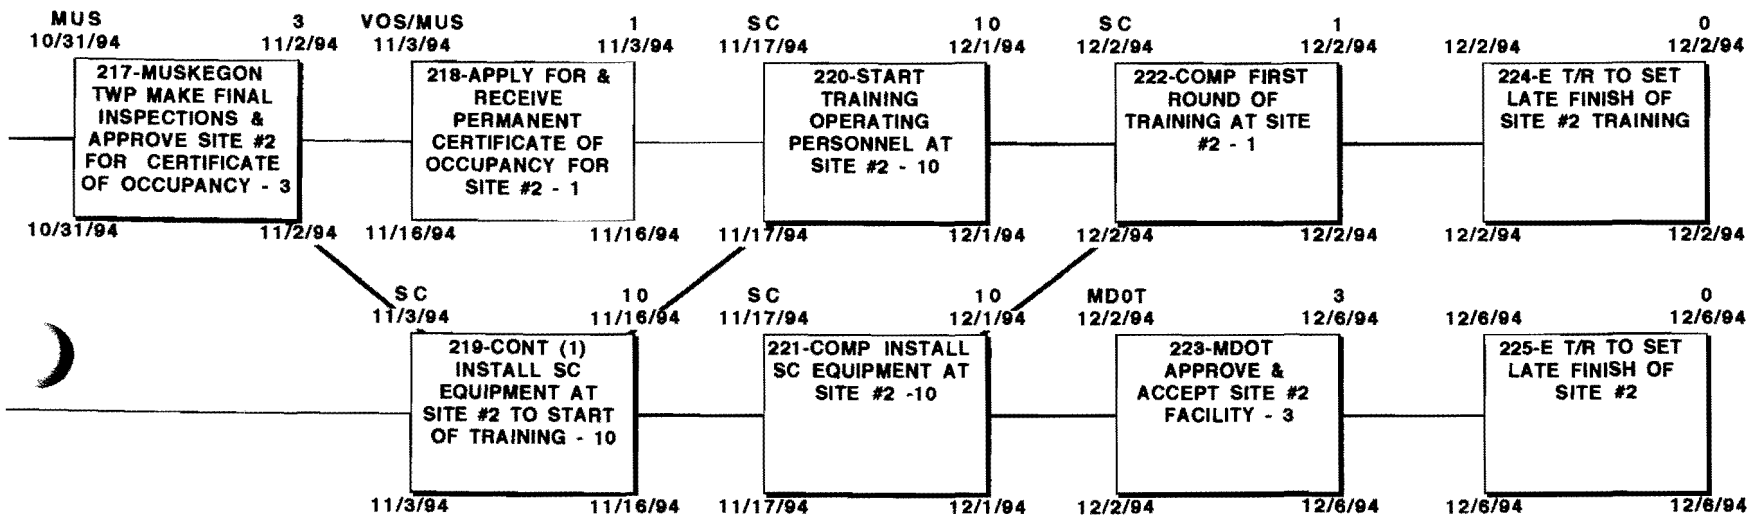 MUS 3
10/31/94 11/2/94
217-MUSKEGON
TWP MAKE FINAL
INSPECTIONS &
APPROVE SITE #2
FOR CERTIFICATE
OF OCCUPANCY - 3
10/31/94 11/2/94
VOS/MUS 1
11/3/94 11/3/94
218-APPLY FOR &
RECEIVE
PERMANENT
CERTIFICATE OF
OCCUPANCY FOR
SITE #2 - 1
11/16/94 11/16/94
SC 10
11/17/94 12/1/94
220-START
TRAINING
OPERATING
PERSONNEL AT
SITE #2 - 10
11/17/94 12/1/94
SC 1
12/2/94 12/2/94
222-COMP FIRST
ROUND OF
TRAINING AT SITE
#2 - 1
12/2/94 12/2/94
0
12/2/94 12/2/94
224-E T/R TO SET
LATE FINISH OF
SITE #2 TRAINING
12/2/94 12/2/94
SC 10
11/3/94 11/16/94
219-CONT (1)
INSTALL SC
EQUIPMENT AT
SITE #2 TO START
OF TRAINING - 10
11/3/94 11/16/94
SC 10
11/17/94 12/1/94
221-COMP INSTALL
SC EQUIPMENT AT
SITE #2 -10
11/17/94 12/1/94
MD0T 3
12/2/94 12/6/94
223-MDOT
APPROVE &
ACCEPT SITE #2
FACILITY - 3
12/2/94 12/6/94
0
12/6/94 12/6/94
225-E T/R TO SET
LATE FINISH OF
SITE #2
12/6/94 12/6/94